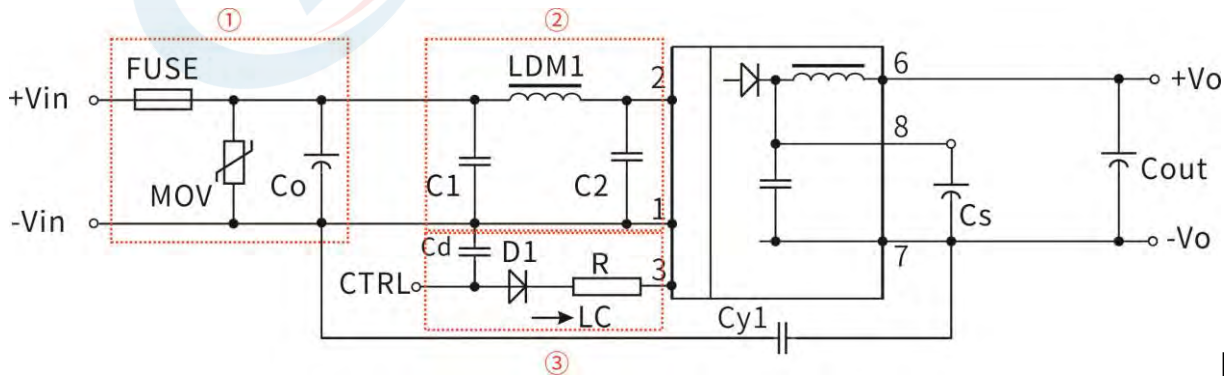 ① ②
FUSE LDM1 2 6
+Vin +Vo
8
MOV Co C1 C2 Cs Cout
-Vin 1 7 -Vo
Cd D1 R 3
CTRL
LC Cy1
③